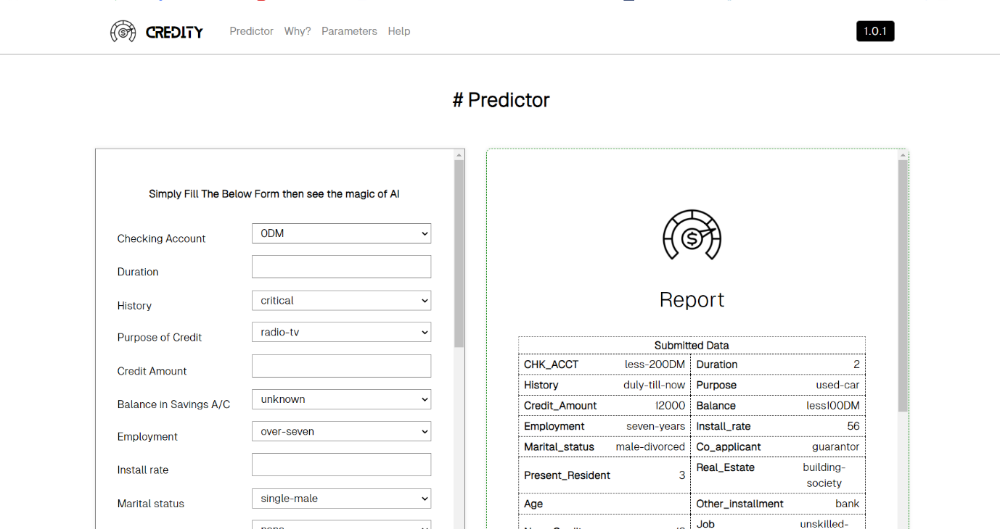 CREDITY Predictor Why? Parameters Help 1.0.1
# Predictor
Simply Fill The Below Form then see the magic of AI
Checking Account 0DM
Duration
History critical
Purpose of Credit radio-tv
Credit Amount
Balance in Savings A/C unknown
Employment over-seven
Install rate
Marital status single-male
$
Report
Submitted Data
CHK_ACCT less-200DM Duration 2
History duly-till-now Purpose used-car
Credit_Amount 12000 Balance less100DM
Employment seven-years Install_rate 56
Marital_status male-divorced Co_applicant guarantor
Present_Resident 3 Real_Estate building-
society
Age Other_installment bank
Job unskilled-